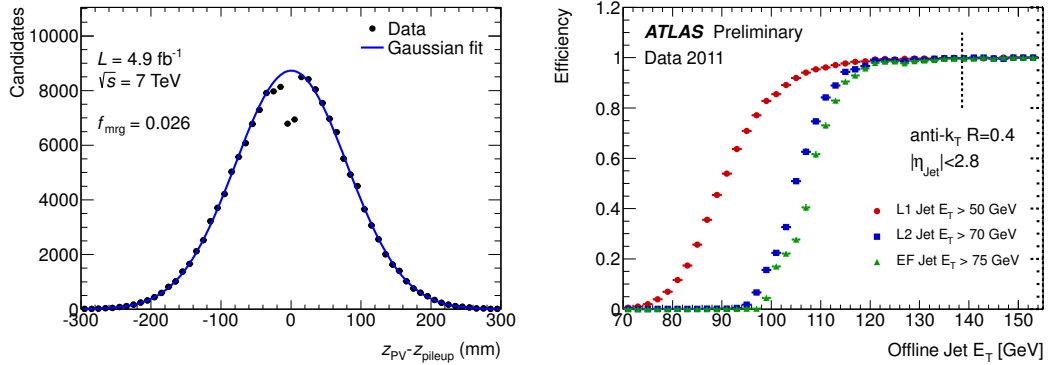 Candidates
10000
8000
6000
4000
2000
0
-300 -200 -100 0 100 200 300
z_PV-z_pileup (mm)
Data
Gaussian fit
L = 4.9 fb⁻¹
√s = 7 TeV
f_mrg = 0.026
Efficiency
1.2
1.0
0.8
0.6
0.4
0.2
0
70 80 90 100 110 120 130 140 150
Offline Jet E_T [GeV]
ATLAS Preliminary
Data 2011
anti-k_T R=0.4
|η_Jet|<2.8
L1 Jet E_T > 50 GeV
L2 Jet E_T > 70 GeV
EF Jet E_T > 75 GeV